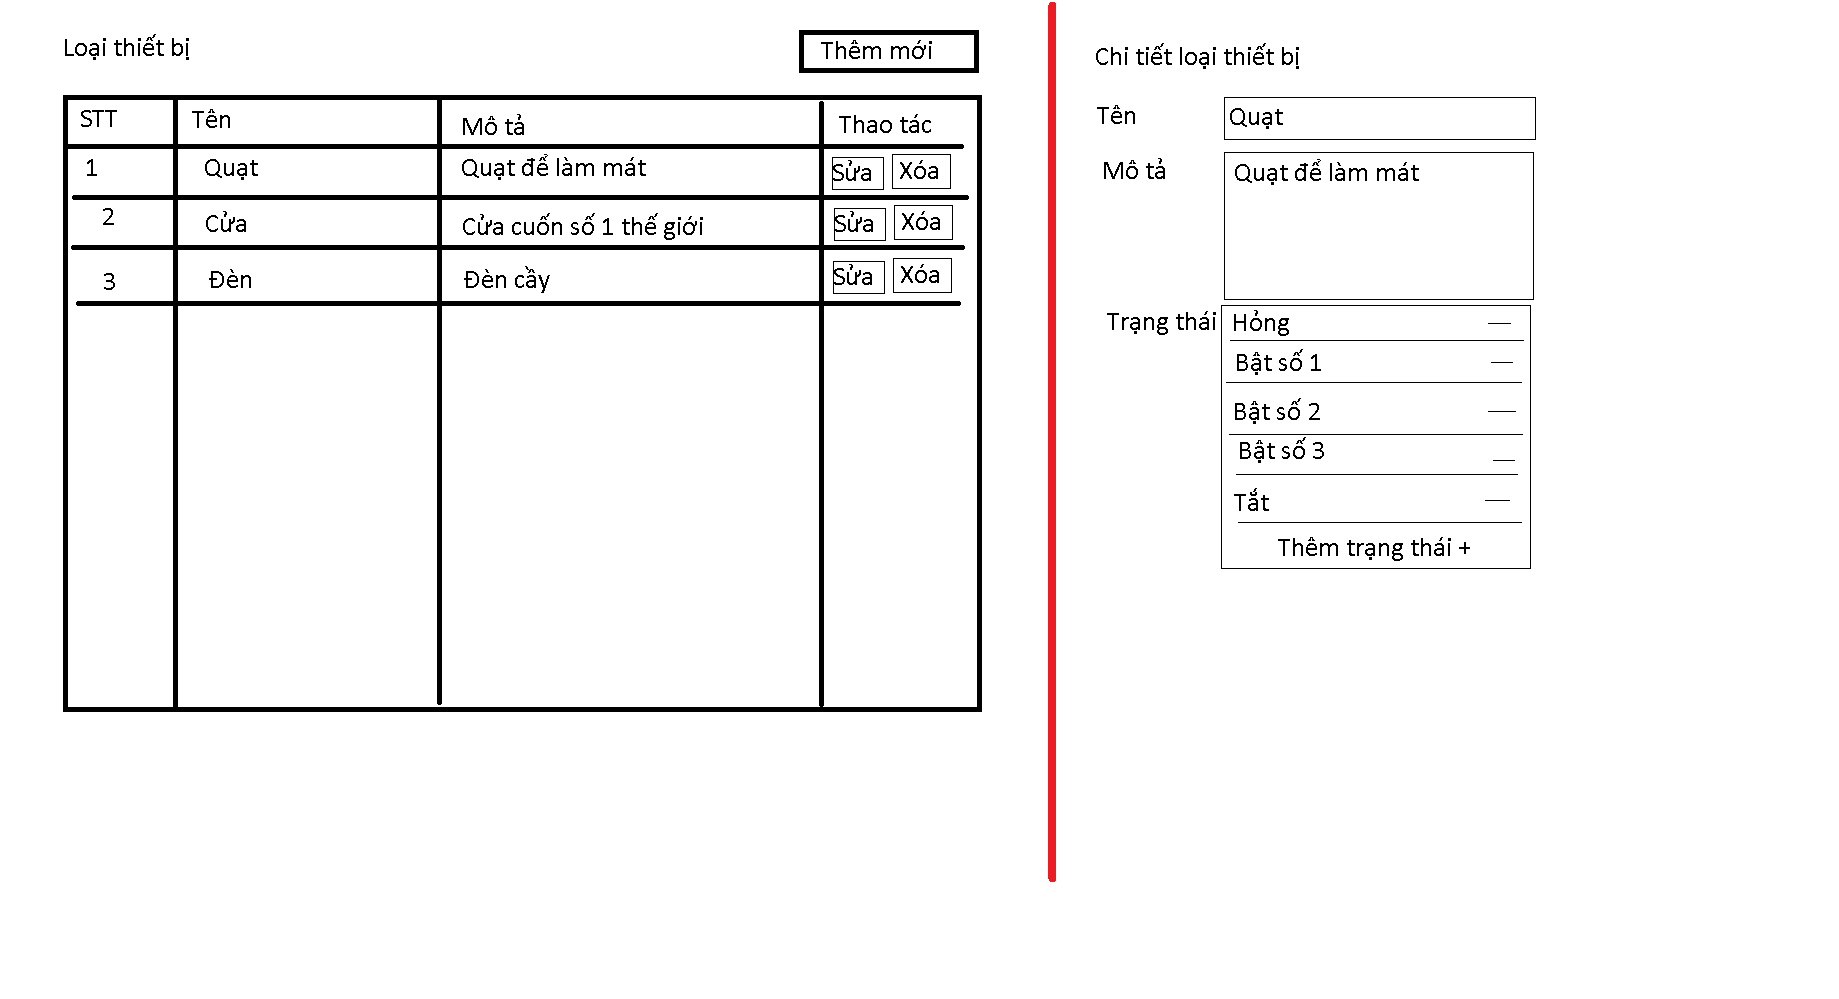 Loại thiết bị
Thêm mới
STT Tên Mô tả Thao tác
1 Quạt Quạt để làm mát Sửa Xóa
2 Cửa Cửa cuốn số 1 thế giới Sửa Xóa
3 Đèn Đèn cầy Sửa Xóa
Chi tiết loại thiết bị
Tên Quạt
Mô tả Quạt để làm mát
Trạng thái Hỏng —
Bật số 1 —
Bật số 2 —
Bật số 3 —
Tắt —
Thêm trạng thái +